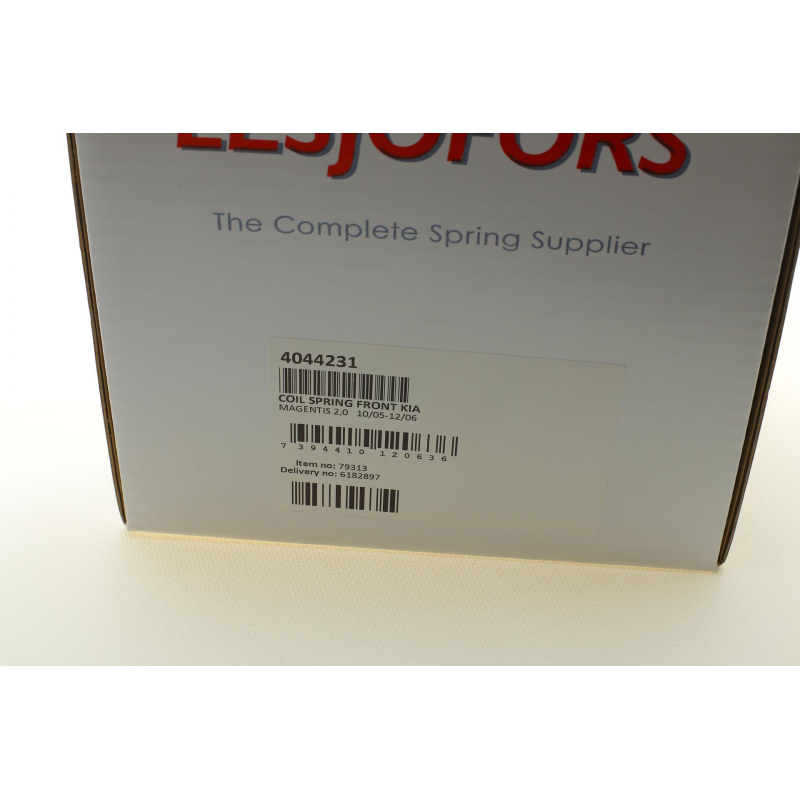 LESJÖFORS
The Complete Spring Supplier
4044231
COIL SPRING FRONT KIA
MAGENTIS 2,0 10/05-12/06
7 394410 120636
Item no: 79313
Delivery no: 6182897